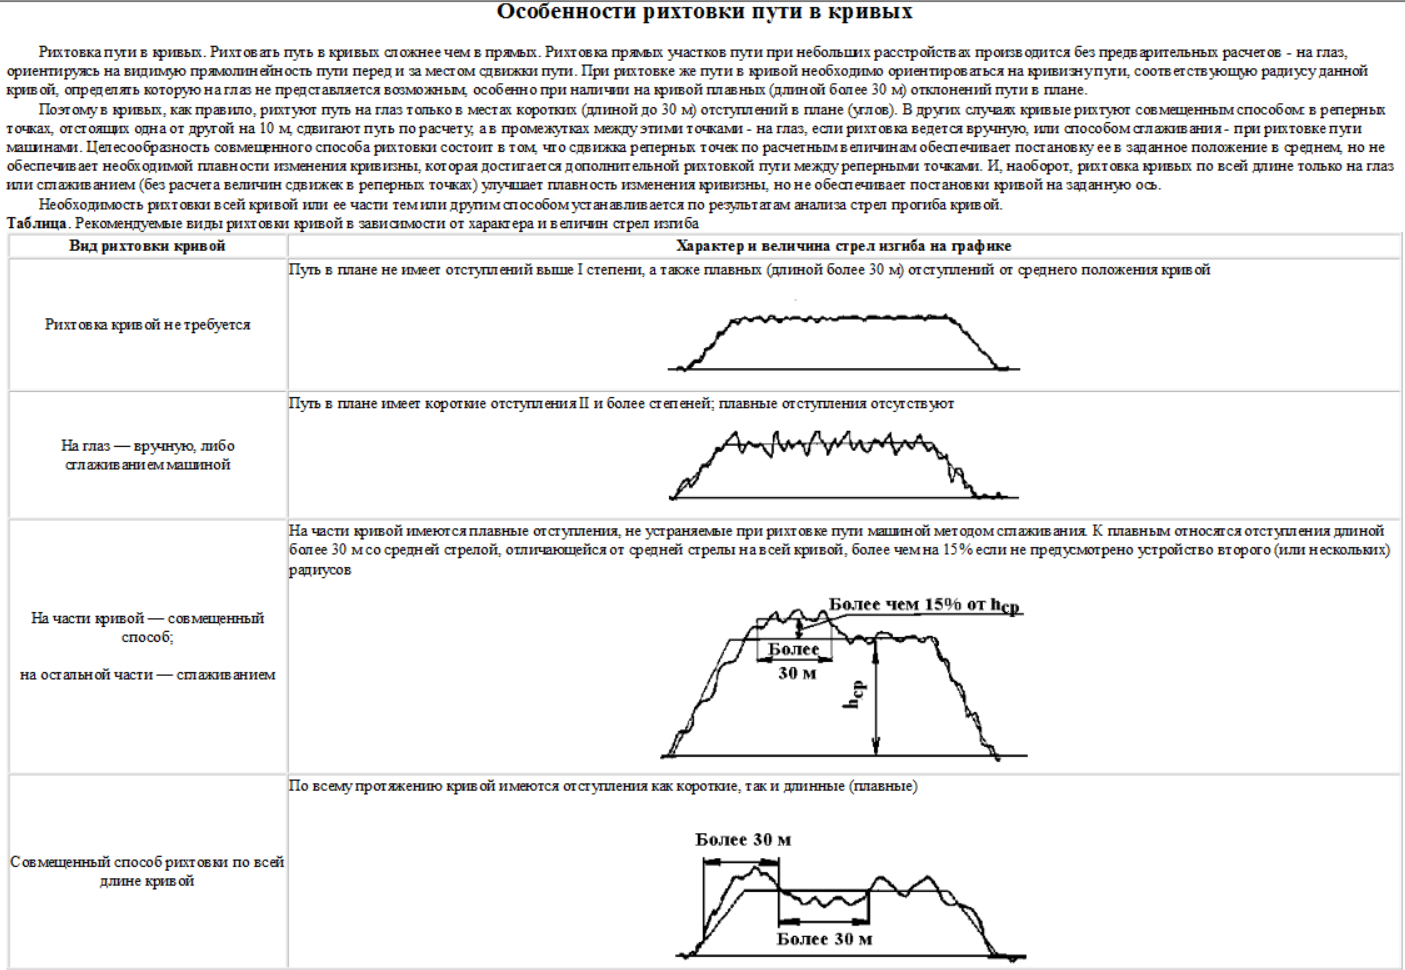 Особенности рихтовки пути в кривых
Рихтовка пути в кривых. Рихтовать путь в кривых сложнее чем в прямых. Рихтовка прямых участков пути при небольших расстройствах производится без предварительных расчетов - на глаз,
ориентируясь на видимую прямолинейность пути перед и за местом сдвижки пути. При рихтовке же пути в кривой необходимо ориентироваться на кривизну пути, соответствующую радиусу данной
кривой, определять которую на глаз не представляется возможным, особенно при наличии на кривой плавных (длиной более 30 м) отклонений пути в плане.
Поэтому в кривых, как правило, рихтуют путь на глаз только в местах коротких (длиной до 30 м) отступлений в плане (углов). В других случаях кривые рихтуют совмещенным способом: в реперных
точках, отстоящих одна от другой на 10 м, сдвигают путь по расчету, а в промежутках между этими точками - на глаз, если рихтовка ведется вручную, или способом сглаживания - при рихтовке пути
машинами. Целесообразность совмещенного способа рихтовки состоит в том, что сдвижка реперных точек по расчетным величинам обеспечивает постановку ее в заданное положение в среднем, но не
обеспечивает необходимой плавности изменения кривизны, которая достигается дополнительной рихтовкой пути между реперными точками. И, наоборот, рихтовка кривых по всей длине только на глаз
или сглаживанием (без расчета величин сдвижек в реперных точках) улучшает плавность изменения кривизны, но не обеспечивает постановки кривой на заданную ось.
Необходимость рихтовки всей кривой или ее части тем или другим способом устанавливается по результатам анализа стрел прогиба кривой.
Таблица. Рекомендуемые виды рихтовки кривой в зависимости от характера и величин стрел изгиба
Вид рихтовки кривой
Характер и величина стрел изгиба на графике
Рихтовка кривой не требуется
Путь в плане не имеет отступлений выше I степени, а также плавных (длиной более 30 м) отступлений от среднего положения кривой
На глаз — вручную, либо
сглаживанием машиной
Путь в плане имеет короткие отступления II и более степеней; плавные отступления отсутствуют
На части кривой — совмещенный
способ;
на остальной части — сглаживанием
На части кривой имеются плавные отступления, не устраняемые при рихтовке пути машиной методом сглаживания. К плавным относятся отступления длиной
более 30 м со средней стрелой, отличающейся от средней стрелы на всей кривой, более чем на 15% если не предусмотрено устройство второго (или нескольких)
радиусов
Более чем 15% от hср
Более
30 м
hср
Совмещенный способ рихтовки по всей
длине кривой
По всему протяжению кривой имеются отступления как короткие, так и длинные (плавные)
Более 30 м
Более 30 м